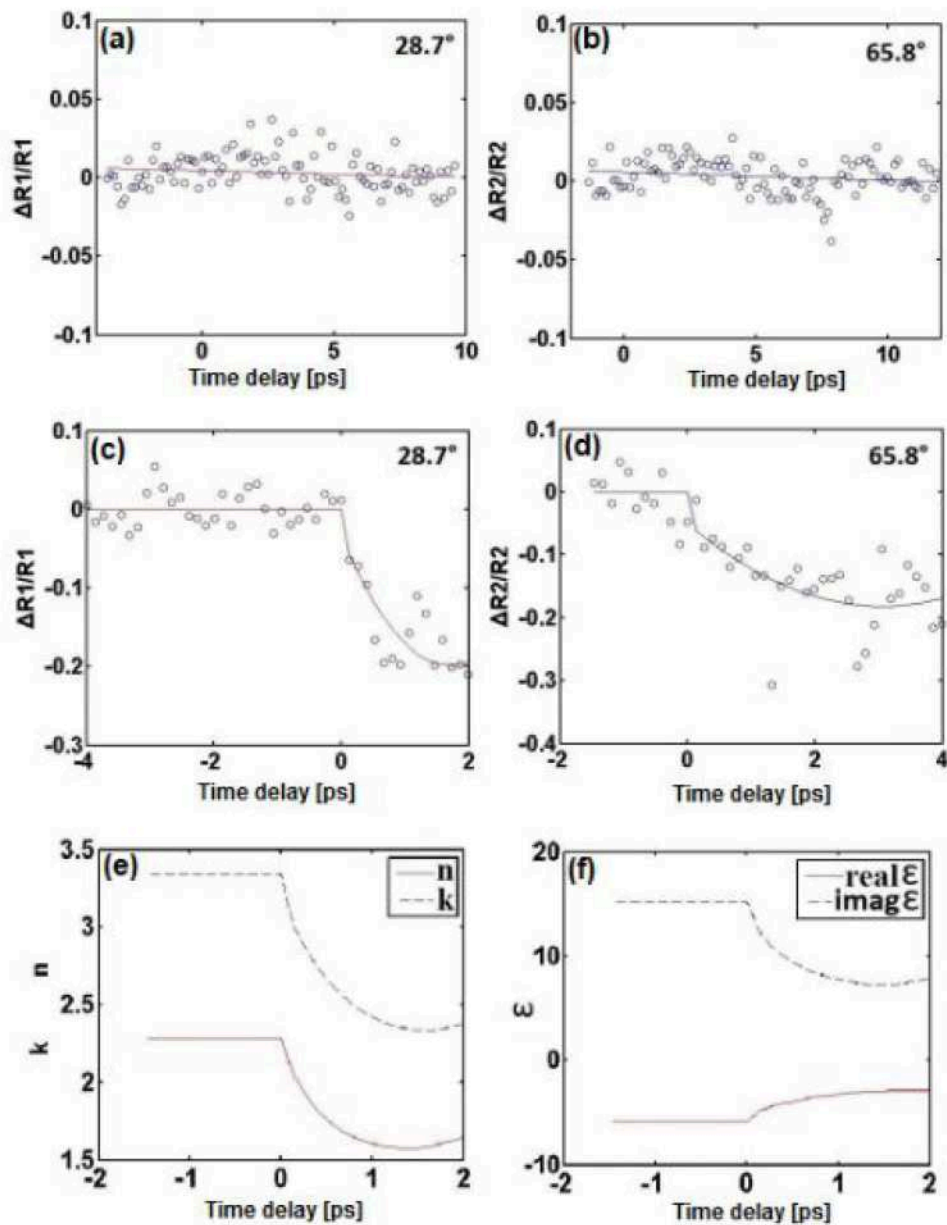 (a) 28.7°
0.1
0.05
0
-0.05
-0.1
ΔR1/R1
0 5 10
Time delay [ps]
(b) 65.8°
0.1
0.05
0
-0.05
-0.1
ΔR2/R2
0 5 10
Time delay [ps]
(c) 28.7°
0.1
0
-0.1
-0.2
-0.3
ΔR1/R1
-4 -2 0 2
Time delay [ps]
(d) 65.8°
0.1
0
-0.1
-0.2
-0.3
-0.4
ΔR2/R2
-2 0 2 4
Time delay [ps]
(e)
n
k
3.5
3
2.5
2
1.5
n
k
-2 -1 0 1 2
Time delay [ps]
(f)
real ε
imag ε
20
10
0
-10
ε
-2 -1 0 1 2
Time delay [ps]